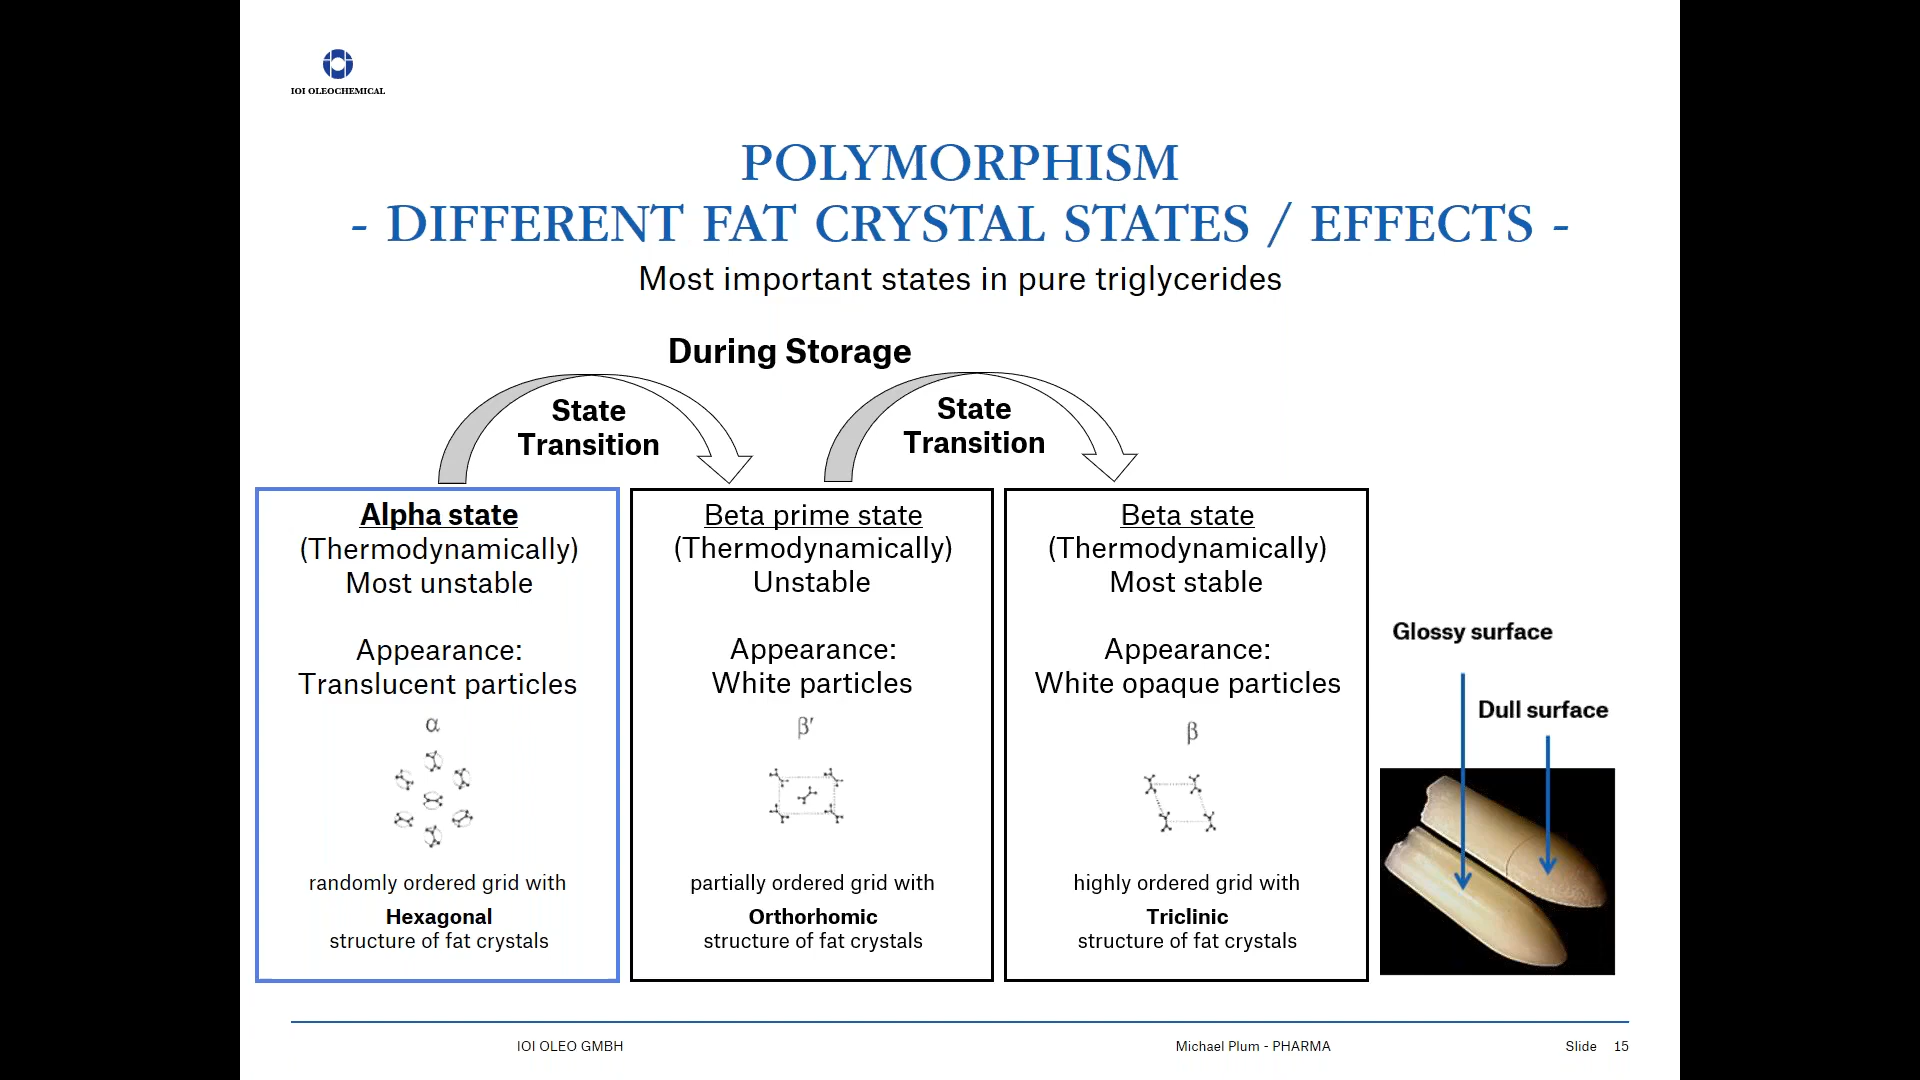 IOI OLEOCHEMICAL
POLYMORPHISM
- DIFFERENT FAT CRYSTAL STATES / EFFECTS -
Most important states in pure triglycerides
During Storage
State
Transition
State
Transition
Alpha state
(Thermodynamically)
Most unstable
Appearance:
Translucent particles
α
randomly ordered grid with
Hexagonal
structure of fat crystals
Beta prime state
(Thermodynamically)
Unstable
Appearance:
White particles
β′
partially ordered grid with
Orthorhomic
structure of fat crystals
Beta state
(Thermodynamically)
Most stable
Appearance:
White opaque particles
β
highly ordered grid with
Triclinic
structure of fat crystals
Glossy surface
Dull surface
IOI OLEO GMBH
Michael Plum - PHARMA
Slide 15